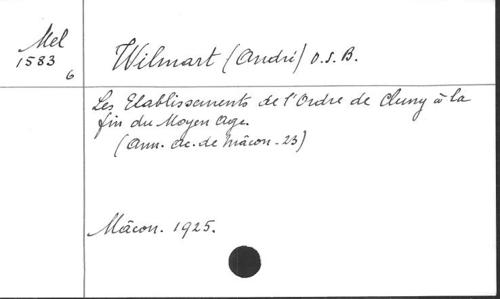 Mel
1583
6
Wilmart (André) O.S.B.
Les Etablissements de l'Ordre de Cluny à la
fin du Moyen Age.
(Ann. Ac. de Mâcon - 23)
Mâcon. 1925.